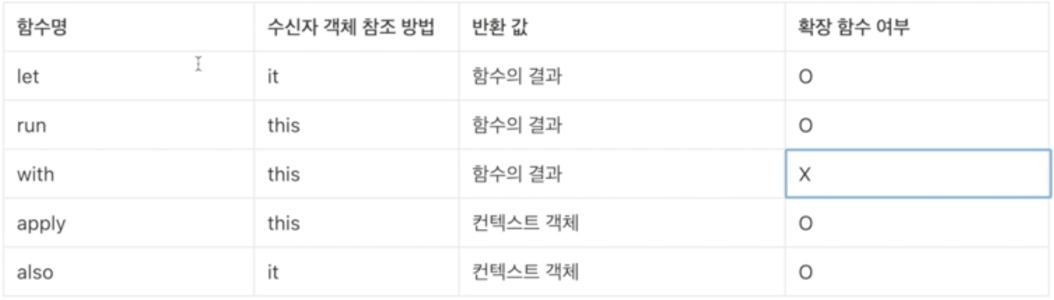 함수명 수신자 객체 참조 방법 반환 값 확장 함수 여부
let it 함수의 결과 O
run this 함수의 결과 O
with this 함수의 결과 X
apply this 컨텍스트 객체 O
also it 컨텍스트 객체 O